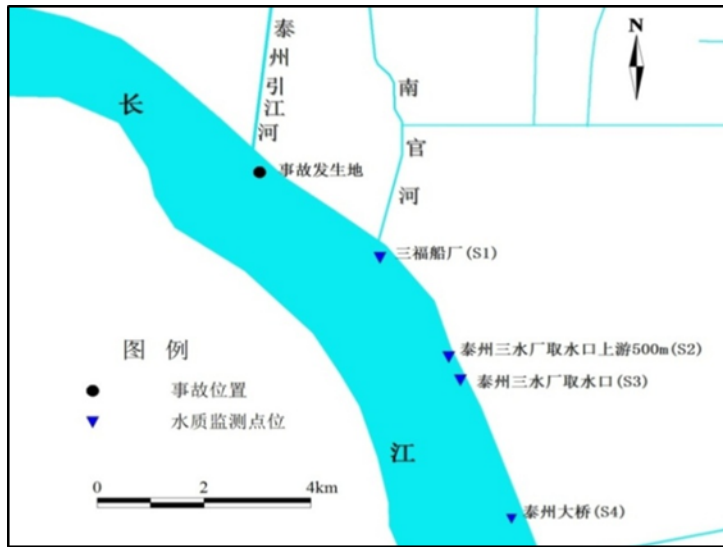 N
泰州引江河
南官河
长
事故发生地
三福船厂(S1)
泰州三水厂取水口上游500m(S2)
泰州三水厂取水口(S3)
图 例
事故位置
水质监测点位
江
0 2 4km
泰州大桥(S4)